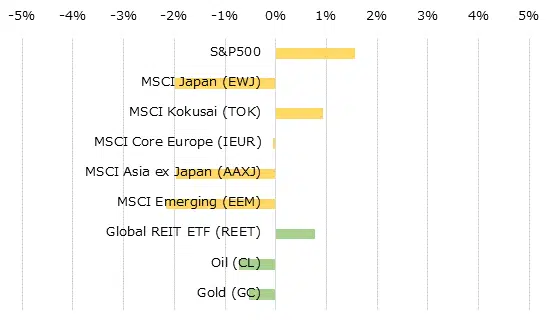 -5% -4% -3% -2% -1% 0% 1% 2% 3% 4% 5%
S&P500
MSCI Japan (EWJ)
MSCI Kokusai (TOK)
MSCI Core Europe (IEUR)
MSCI Asia ex Japan (AAXJ)
MSCI Emerging (EEM)
Global REIT ETF (REET)
Oil (CL)
Gold (GC)